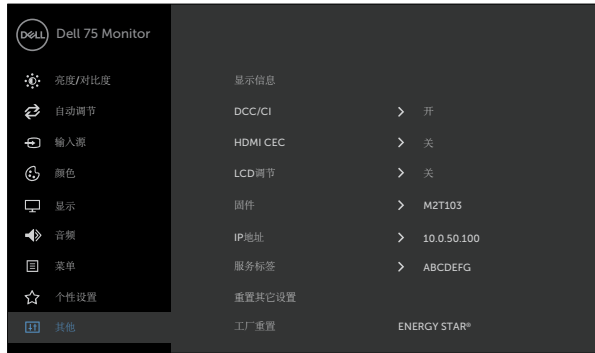 DELL Dell 75 Monitor
亮度/对比度 显示信息
自动调节 DCC/CI 开
输入源 HDMI CEC 关
颜色 LCD调节 关
显示 固件 M2T103
音频 IP地址 10.0.50.100
菜单 服务标签 ABCDEFG
个性设置 重置其它设置
其他 工厂重置 ENERGY STAR®